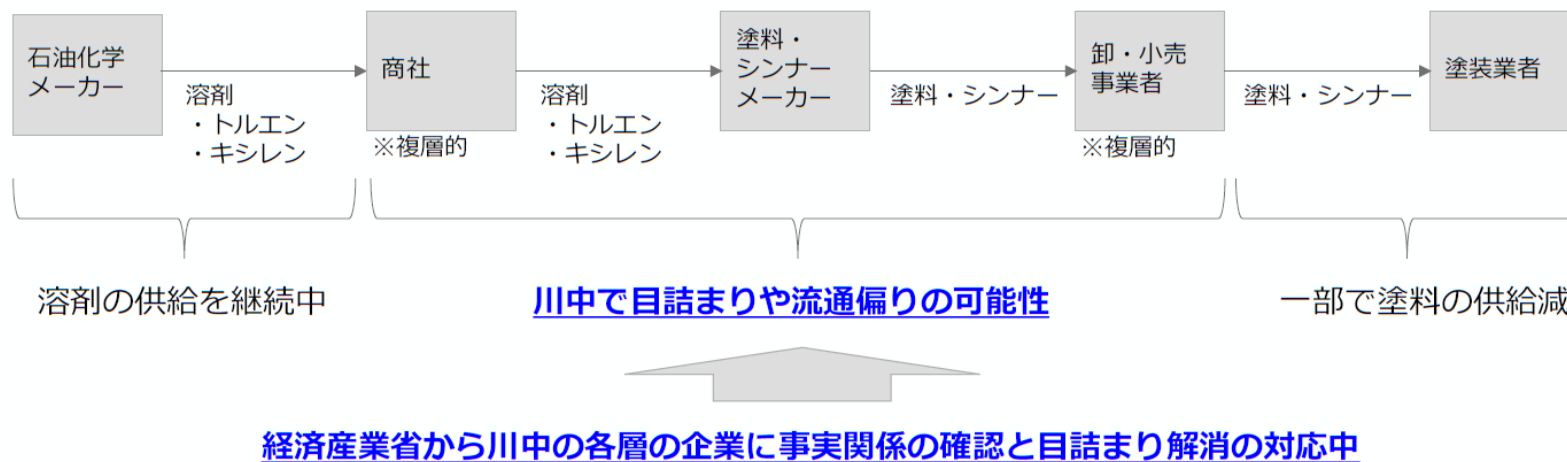 石油化学
メーカー
溶剤
・トルエン
・キシレン
商社
※複層的
溶剤
・トルエン
・キシレン
塗料・
シンナー
メーカー
塗料・シンナー
卸・小売
事業者
※複層的
塗料・シンナー
塗装業者
溶剤の供給を継続中
川中で目詰まりや流通偏りの可能性
一部で塗料の供給減
経済産業省から川中の各層の企業に事実関係の確認と目詰まり解消の対応中